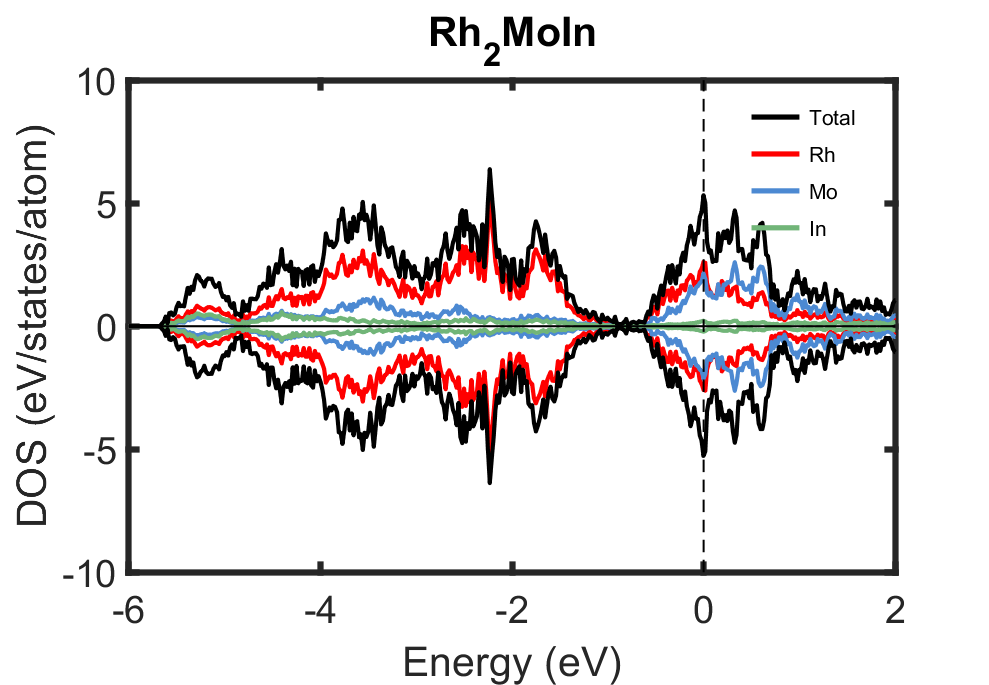 Rh2MoIn
10
5
0
-5
-10
-6
-4
-2
0
2
DOS (eV/states/atom)
Energy (eV)
Total
Rh
Mo
In